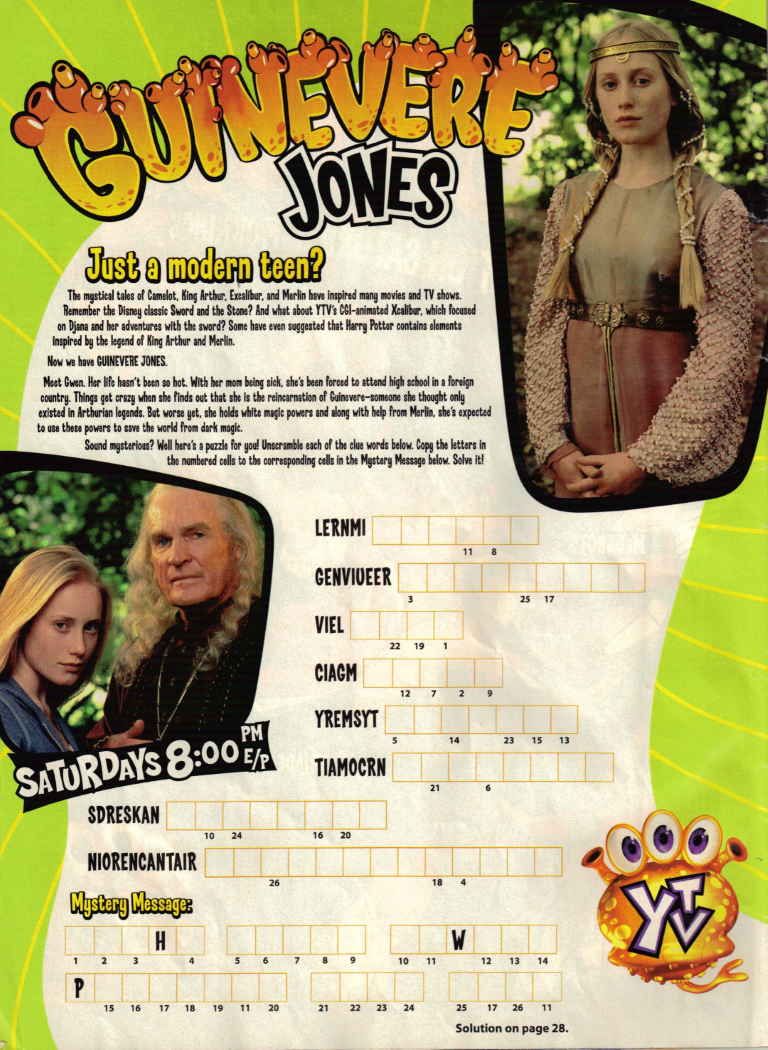 GUINEVERE
JONES
Just a modern teen?
The mystical tales of Camelot, King Arthur, Excalibur, and Merlin have inspired many movies and TV shows.
Remember the Disney classic Sword and the Stone? And what about YTV's CGI-animated Xcalibur, which focused
on Djana and her adventures with the sword? Some have even suggested that Harry Potter contains elements
inspired by the legend of King Arthur and Merlin.
Now we have GUINEVERE JONES.
Meet Gwen. Her life hasn't been so hot. With her mom being sick, she's been forced to attend high school in a foreign
country. Things get crazy when she finds out that she is the reincarnation of Guinevere–someone she thought only
existed in Arthurian legends. But worse yet, she holds white magic powers and along with help from Merlin, she's expected
to use these powers to save the world from dark magic.
Sound mysterious? Well here's a puzzle for you! Unscramble each of the clue words below. Copy the letters in
the numbered cells to the corresponding cells in the Mystery Message below. Solve it!
SATURDAYS 8:00 PM E/P
LERNMI
11 8
GENVIUEER
3 25 17
VIEL
22 19 1
CIAGM
12 7 2 9
YREMSYT
5 14 23 15 13
TIAMOCRN
21 6
SDRESKAN
10 24 16 20
NIORENCANTAIR
26 18 4
Mystery Message:
H W
1 2 3 4 5 6 7 8 9 10 11 12 13 14
P
15 16 17 18 19 11 20 21 22 23 24 25 17 26 11
YTV
Solution on page 28.